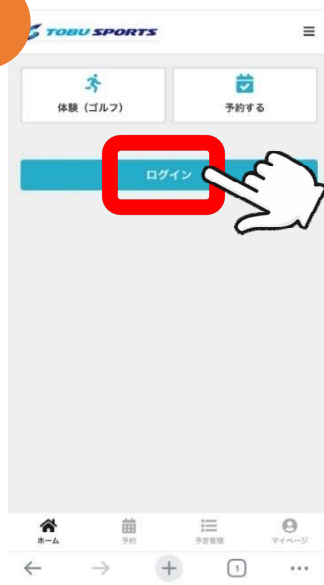 TOBU SPORTS
体験（ゴルフ）
予約する
ログイン
ホーム
予約
予定管理
マイページ
1